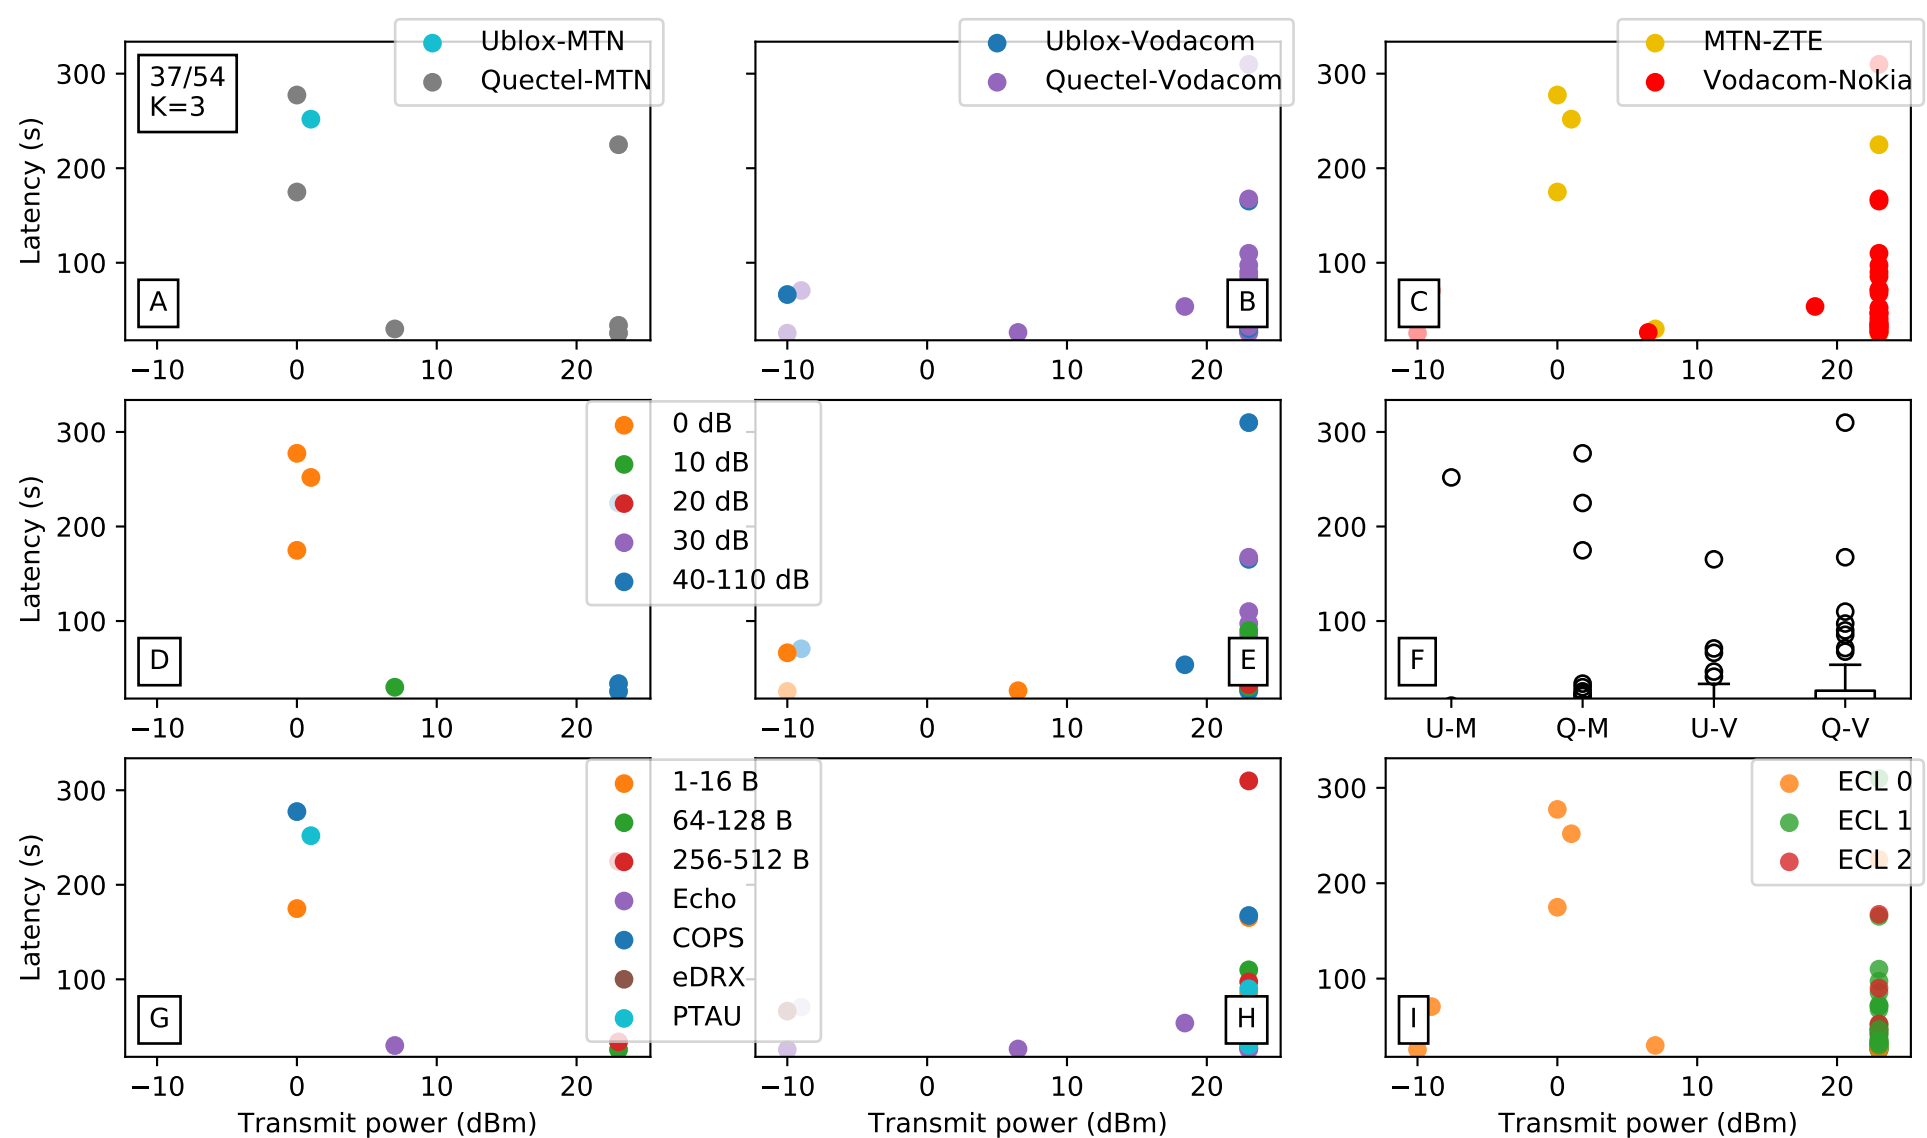 Ublox-MTN
Quectel-MTN
Ublox-Vodacom
Quectel-Vodacom
MTN-ZTE
Vodacom-Nokia
37/54
K=3
Latency (s)
300
200
100
A
−10 0 10 20
B
−10 0 10 20
300
200
100
C
−10 0 10 20
Latency (s)
300
200
100
D
−10 0 10 20
0 dB
10 dB
20 dB
30 dB
40-110 dB
E
−10 0 10 20
300
200
100
F
U-M Q-M U-V Q-V
Latency (s)
300
200
100
G
−10 0 10 20
Transmit power (dBm)
1-16 B
64-128 B
256-512 B
Echo
COPS
eDRX
PTAU
H
−10 0 10 20
Transmit power (dBm)
ECL 0
ECL 1
ECL 2
300
200
100
I
−10 0 10 20
Transmit power (dBm)